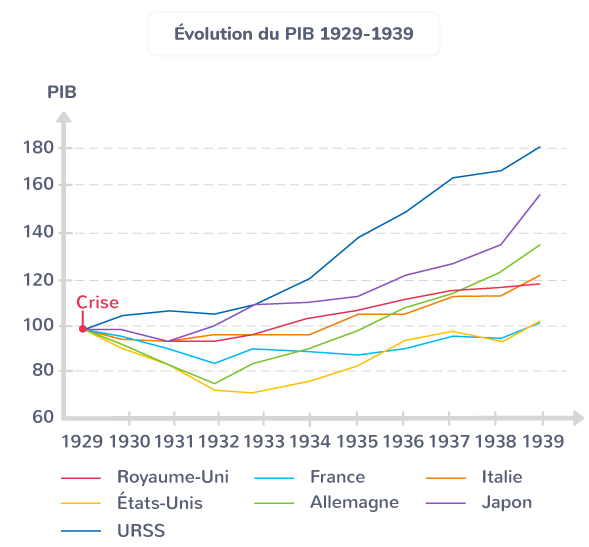 Évolution du PIB 1929-1939
PIB
180
160
140
120
Crise
100
80
60
1929 1930 1931 1932 1933 1934 1935 1936 1937 1938 1939
Royaume-Uni France Italie
États-Unis Allemagne Japon
URSS